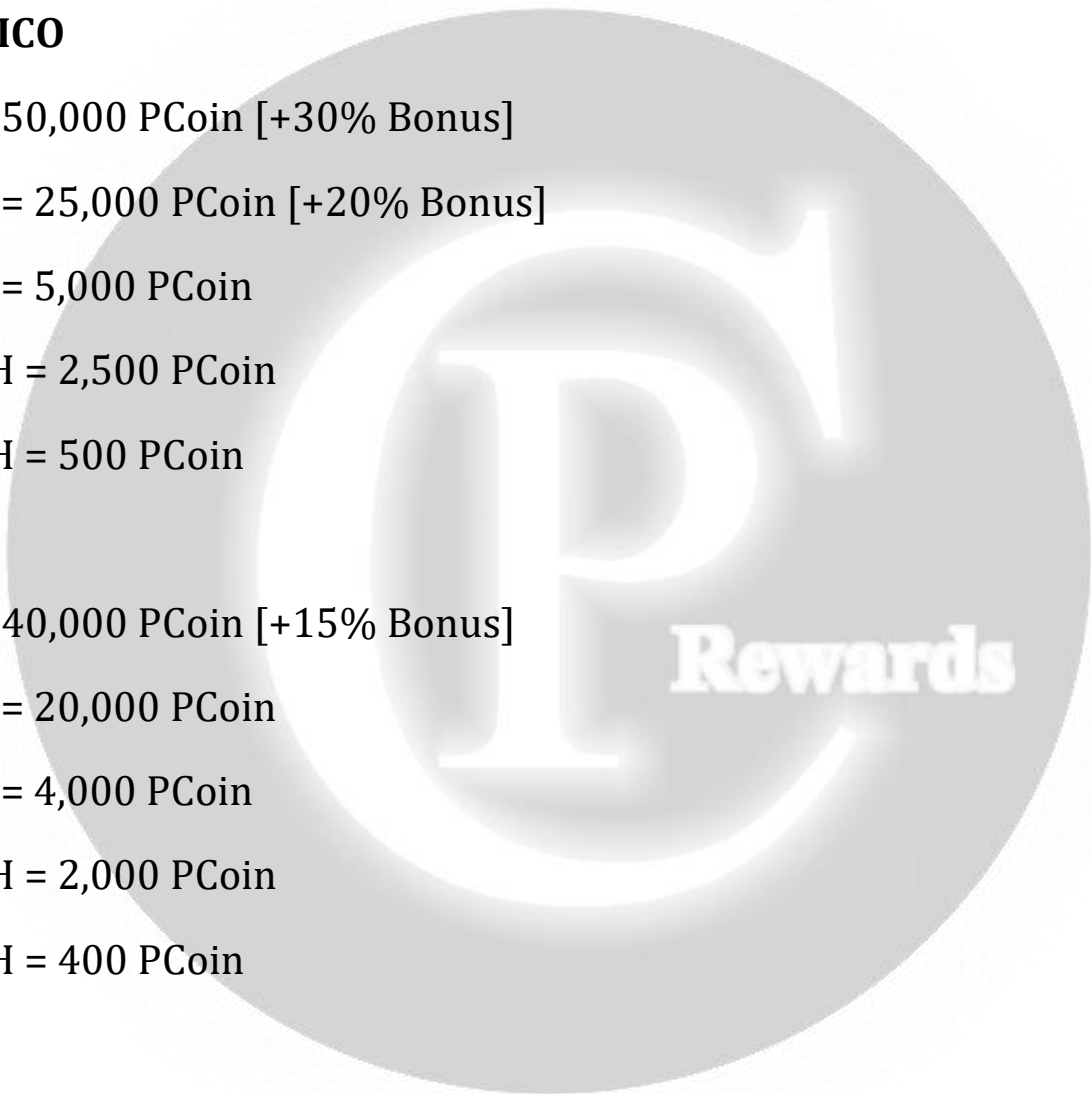 ICO
50,000 PCoin [+30% Bonus]
= 25,000 PCoin [+20% Bonus]
= 5,000 PCoin
H = 2,500 PCoin
H = 500 PCoin
40,000 PCoin [+15% Bonus]
Rewards
= 20,000 PCoin
= 4,000 PCoin
H = 2,000 PCoin
H = 400 PCoin
CP